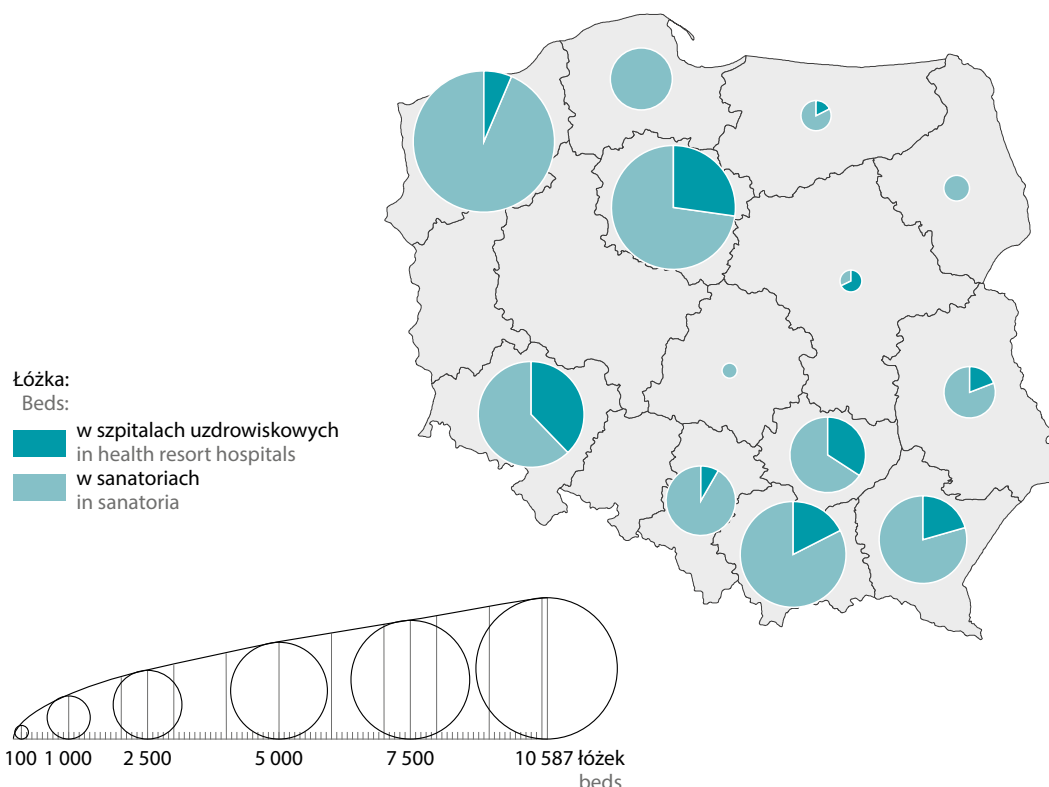 Łóżka:
Beds:
w szpitalach uzdrowiskowych
in health resort hospitals
w sanatoriach
in sanatoria
100 1 000 2 500 5 000 7 500 10 587 łóżek
beds